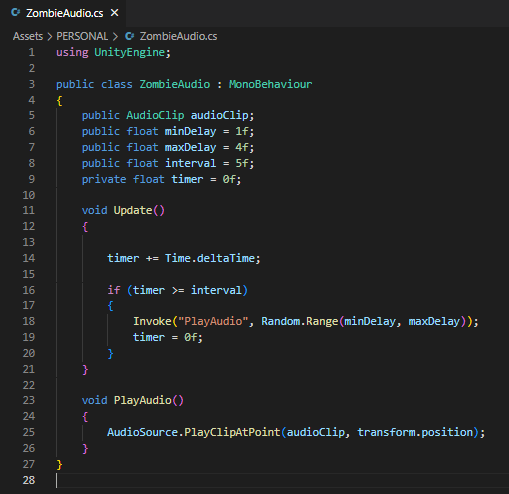 ZombieAudio.cs ×
Assets > PERSONAL > ZombieAudio.cs
1 using UnityEngine;
2
3 public class ZombieAudio : MonoBehaviour
4 {
5     public AudioClip audioClip;
6     public float minDelay = 1f;
7     public float maxDelay = 4f;
8     public float interval = 5f;
9     private float timer = 0f;
10
11     void Update()
12     {
13
14         timer += Time.deltaTime;
15
16         if (timer >= interval)
17         {
18             Invoke("PlayAudio", Random.Range(minDelay, maxDelay));
19             timer = 0f;
20         }
21     }
22
23     void PlayAudio()
24     {
25         AudioSource.PlayClipAtPoint(audioClip, transform.position);
26     }
27 }
28